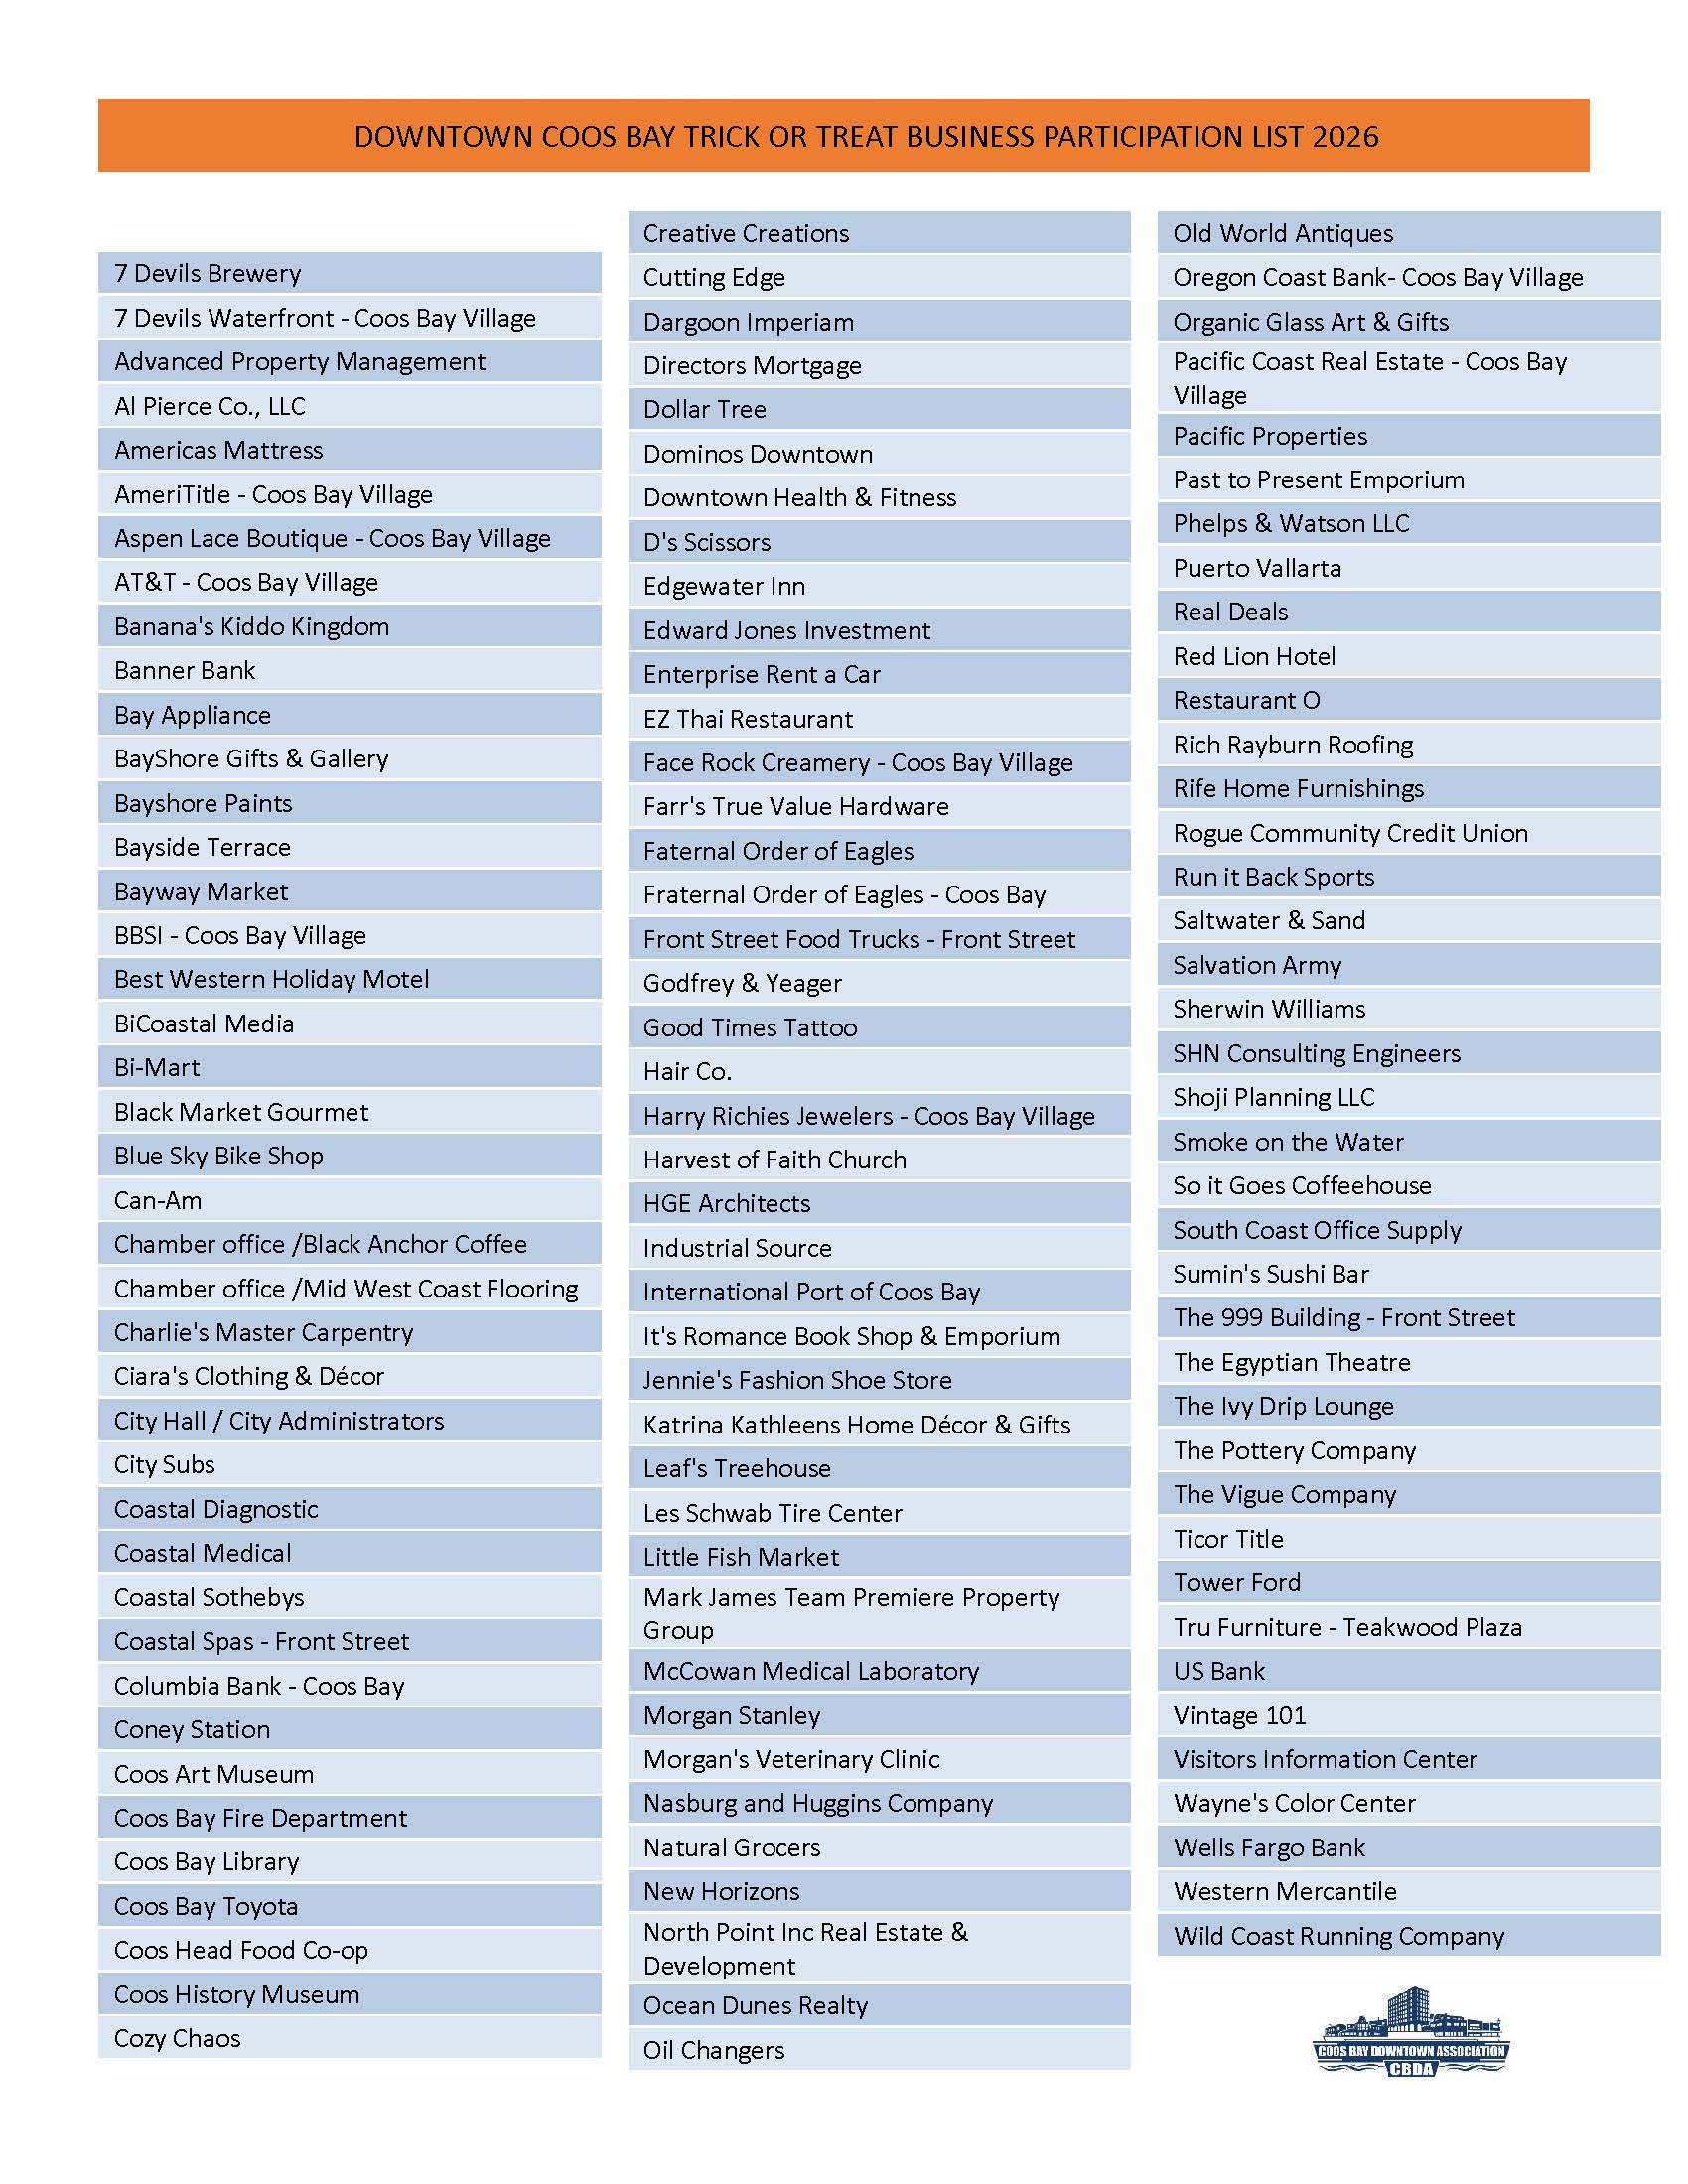 DOWNTOWN COOS BAY TRICK OR TREAT BUSINESS PARTICIPATION LIST 2026
7 Devils Brewery
7 Devils Waterfront - Coos Bay Village
Advanced Property Management
Al Pierce Co., LLC
Americas Mattress
AmeriTitle - Coos Bay Village
Aspen Lace Boutique - Coos Bay Village
AT&T - Coos Bay Village
Banana's Kiddo Kingdom
Banner Bank
Bay Appliance
BayShore Gifts & Gallery
Bayshore Paints
Bayside Terrace
Bayway Market
BBSI - Coos Bay Village
Best Western Holiday Motel
BiCoastal Media
Bi-Mart
Black Market Gourmet
Blue Sky Bike Shop
Can-Am
Chamber office /Black Anchor Coffee
Chamber office /Mid West Coast Flooring
Charlie's Master Carpentry
Ciara's Clothing & Décor
City Hall / City Administrators
City Subs
Coastal Diagnostic
Coastal Medical
Coastal Sothebys
Coastal Spas - Front Street
Columbia Bank - Coos Bay
Coney Station
Coos Art Museum
Coos Bay Fire Department
Coos Bay Library
Coos Bay Toyota
Coos Head Food Co-op
Coos History Museum
Cozy Chaos
Creative Creations
Cutting Edge
Dargoon Imperiam
Directors Mortgage
Dollar Tree
Dominos Downtown
Downtown Health & Fitness
D's Scissors
Edgewater Inn
Edward Jones Investment
Enterprise Rent a Car
EZ Thai Restaurant
Face Rock Creamery - Coos Bay Village
Farr's True Value Hardware
Faternal Order of Eagles
Fraternal Order of Eagles - Coos Bay
Front Street Food Trucks - Front Street
Godfrey & Yeager
Good Times Tattoo
Hair Co.
Harry Richies Jewelers - Coos Bay Village
Harvest of Faith Church
HGE Architects
Industrial Source
International Port of Coos Bay
It's Romance Book Shop & Emporium
Jennie's Fashion Shoe Store
Katrina Kathleens Home Décor & Gifts
Leaf's Treehouse
Les Schwab Tire Center
Little Fish Market
Mark James Team Premiere Property
Group
McCowan Medical Laboratory
Morgan Stanley
Morgan's Veterinary Clinic
Nasburg and Huggins Company
Natural Grocers
New Horizons
North Point Inc Real Estate &
Development
Ocean Dunes Realty
Oil Changers
Old World Antiques
Oregon Coast Bank- Coos Bay Village
Organic Glass Art & Gifts
Pacific Coast Real Estate - Coos Bay
Village
Pacific Properties
Past to Present Emporium
Phelps & Watson LLC
Puerto Vallarta
Real Deals
Red Lion Hotel
Restaurant O
Rich Rayburn Roofing
Rife Home Furnishings
Rogue Community Credit Union
Run it Back Sports
Saltwater & Sand
Salvation Army
Sherwin Williams
SHN Consulting Engineers
Shoji Planning LLC
Smoke on the Water
So it Goes Coffeehouse
South Coast Office Supply
Sumin's Sushi Bar
The 999 Building - Front Street
The Egyptian Theatre
The Ivy Drip Lounge
The Pottery Company
The Vigue Company
Ticor Title
Tower Ford
Tru Furniture - Teakwood Plaza
US Bank
Vintage 101
Visitors Information Center
Wayne's Color Center
Wells Fargo Bank
Western Mercantile
Wild Coast Running Company
COOS BAY DOWNTOWN ASSOCIATION
CBDA